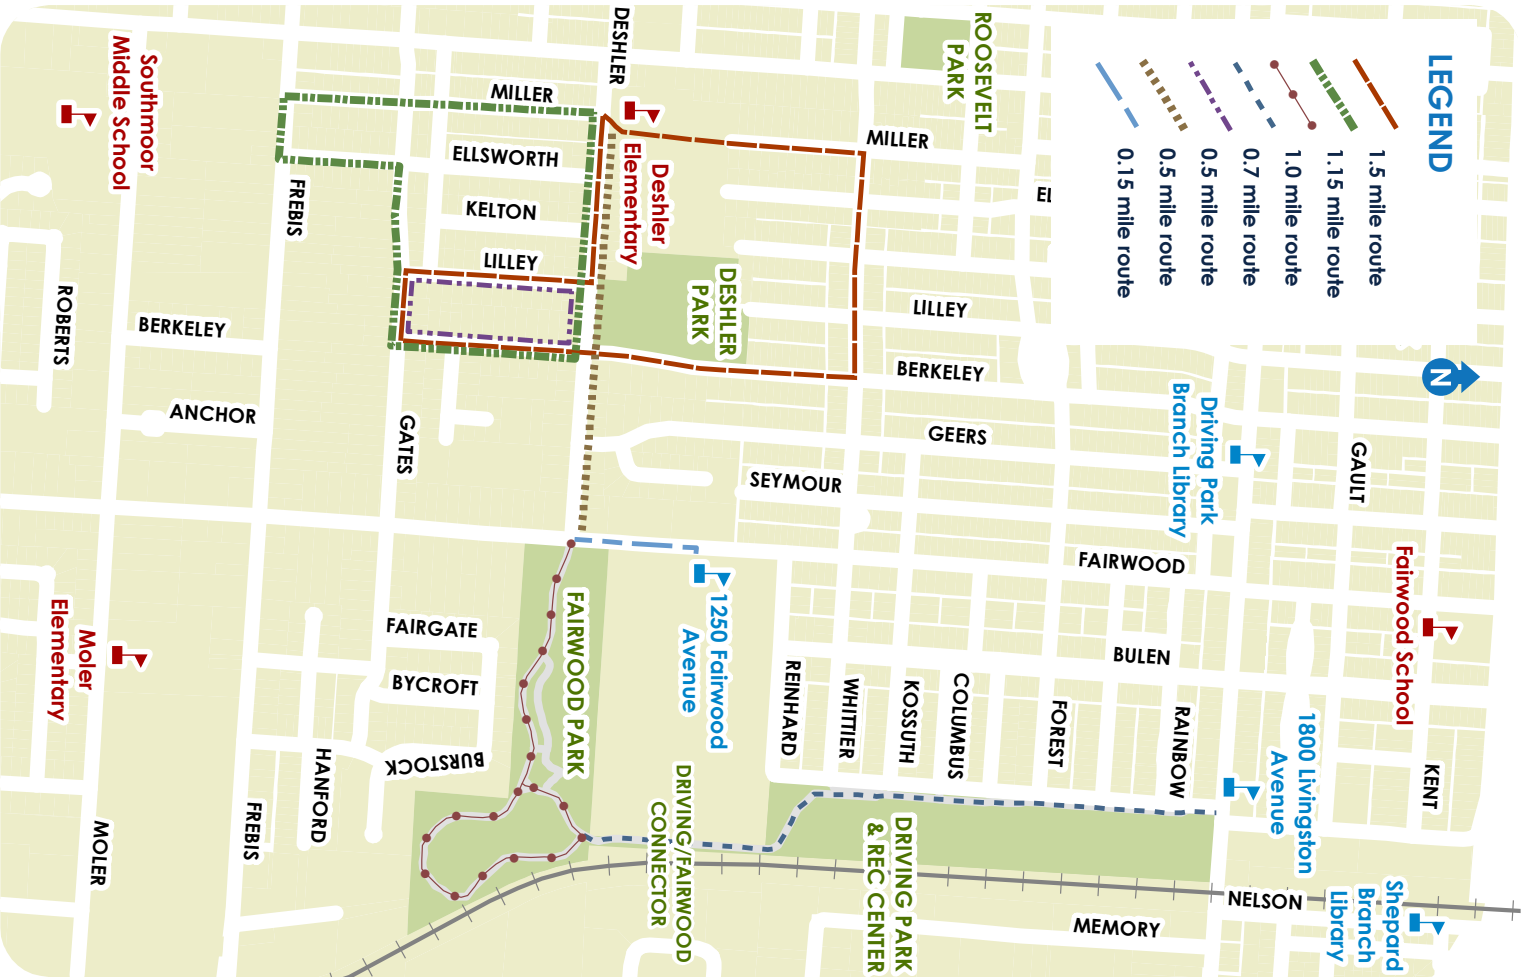 LEGEND
1.5 mile route
1.15 mile route
1.0 mile route
0.7 mile route
0.5 mile route
0.5 mile route
0.15 mile route
N
ROOSEVELT
PARK
DESHLER
Southmoor
Middle School
MILLER
MILLER
ELLSWORTH
Deshler
Elementary
EL
KELTON
FREBIS
LILLEY
LILLEY
DESHLER
PARK
ROBERTS
BERKELEY
BERKELEY
ANCHOR
GATES
GEERS
SEYMOUR
Driving Park
Branch Library
GAULT
FAIRWOOD
Fairwood School
1250 Fairwood
Avenue
FAIRWOOD PARK
FAIRGATE
BYCROFT
BURSTOCK
Moler
Elementary
BULEN
REINHARD
WHITTIER
KOSSUTH
COLUMBUS
FOREST
RAINBOW
1800 Livingston
Avenue
KENT
HANFORD
FREBIS
MOLER
DRIVING/FAIRWOOD
CONNECTOR
DRIVING PARK
& REC CENTER
NELSON
MEMORY
Shepard
Branch
Library